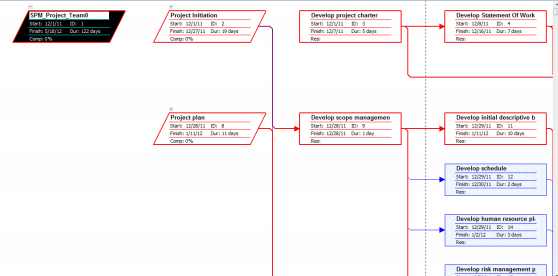 SPM_Project_Team0
Start: 12/1/11 ID: 1
Finish: 5/18/12 Dur: 122 days
Comp: 0%
Project Initiation
Start: 12/1/11 ID: 2
Finish: 12/27/11 Dur: 19 days
Comp: 0%
Develop project charter
Start: 12/1/11 ID: 3
Finish: 12/7/11 Dur: 5 days
Res:
Develop Statement Of Work
Start: 12/8/11 ID: 4
Finish: 12/16/11 Dur: 7 days
Res:
Project plan
Start: 12/28/11 ID: 8
Finish: 1/11/12 Dur: 11 days
Comp: 0%
Develop scope managemen
Start: 12/28/11 ID: 9
Finish: 12/28/11 Dur: 1 day
Res:
Develop initial descriptive b
Start: 12/29/11 ID: 11
Finish: 1/11/12 Dur: 10 days
Res:
Develop schedule
Start: 12/29/11 ID: 12
Finish: 12/30/11 Dur: 2 days
Res:
Develop human resource pl
Start: 12/29/11 ID: 14
Finish: 1/2/12 Dur: 3 days
Res:
Develop risk management p